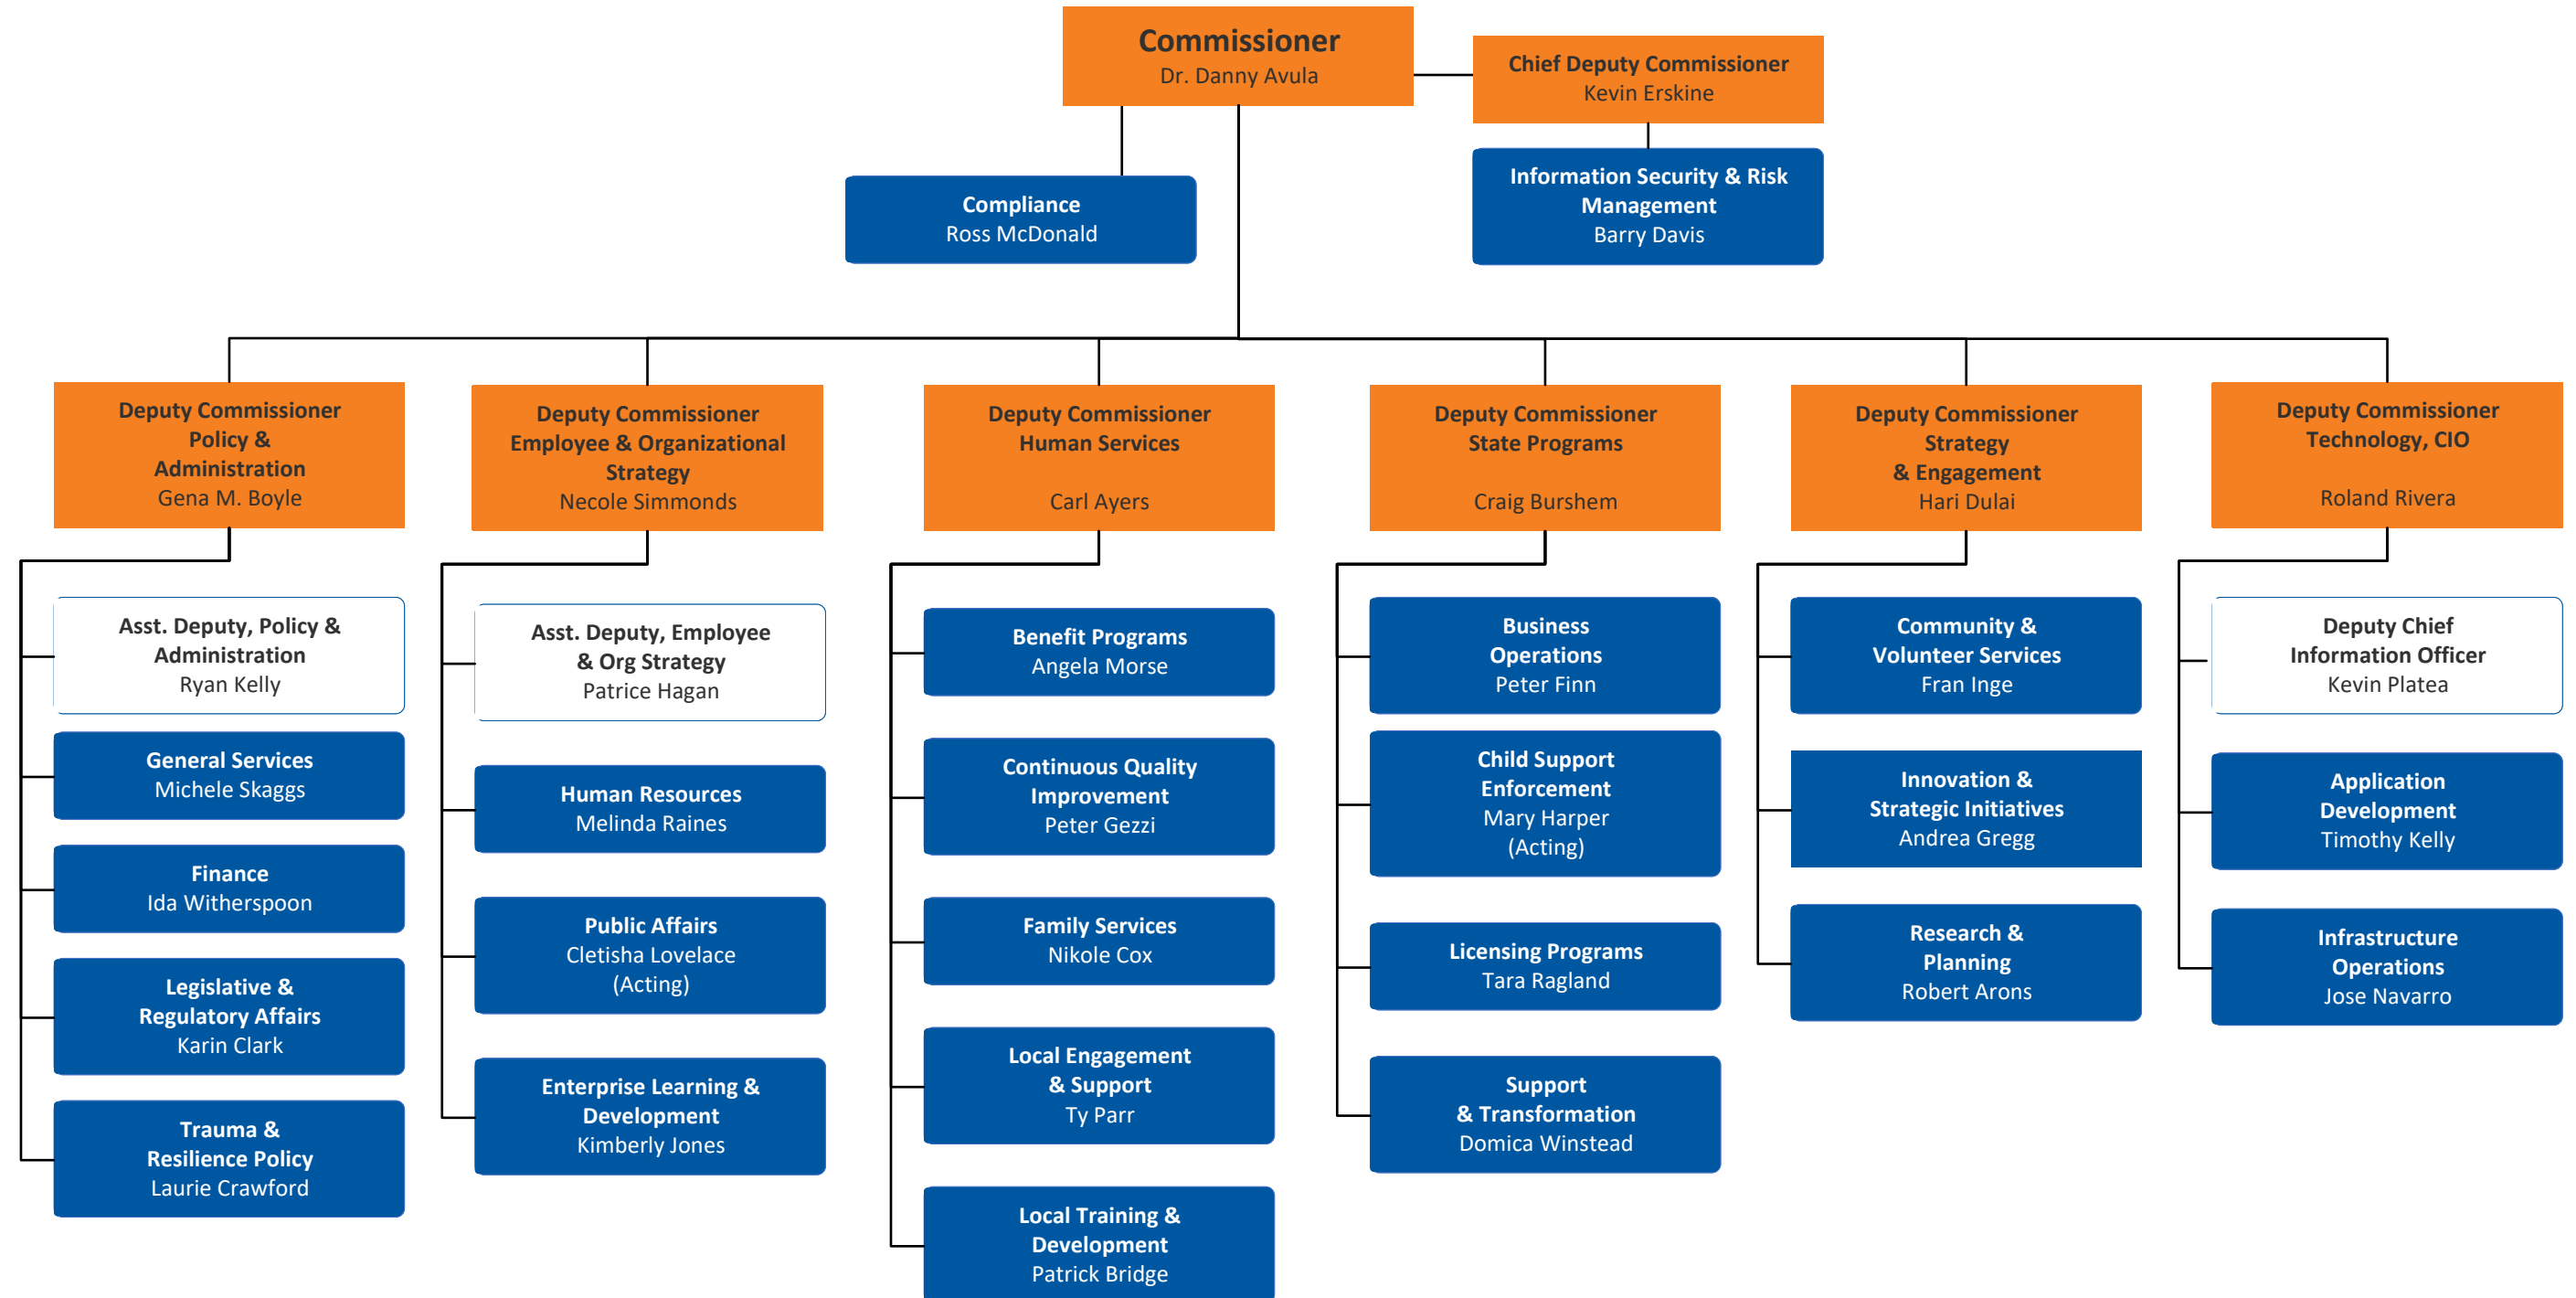 Commissioner
Dr. Danny Avula
Chief Deputy Commissioner
Kevin Erskine
Information Security & Risk
Management
Barry Davis
Compliance
Ross McDonald
Deputy Commissioner
Policy &
Administration
Gena M. Boyle
Deputy Commissioner
Employee & Organizational
Strategy
Necole Simmonds
Deputy Commissioner
Human Services
Carl Ayers
Deputy Commissioner
State Programs
Craig Burshem
Deputy Commissioner
Strategy
& Engagement
Hari Dulai
Deputy Commissioner
Technology, CIO
Roland Rivera
Asst. Deputy, Policy &
Administration
Ryan Kelly
General Services
Michele Skaggs
Finance
Ida Witherspoon
Legislative &
Regulatory Affairs
Karin Clark
Trauma &
Resilience Policy
Laurie Crawford
Asst. Deputy, Employee
& Org Strategy
Patrice Hagan
Human Resources
Melinda Raines
Public Affairs
Cletisha Lovelace
(Acting)
Enterprise Learning &
Development
Kimberly Jones
Benefit Programs
Angela Morse
Continuous Quality
Improvement
Peter Gezzi
Family Services
Nikole Cox
Local Engagement
& Support
Ty Parr
Local Training &
Development
Patrick Bridge
Business
Operations
Peter Finn
Child Support
Enforcement
Mary Harper
(Acting)
Licensing Programs
Tara Ragland
Support
& Transformation
Domica Winstead
Community &
Volunteer Services
Fran Inge
Innovation &
Strategic Initiatives
Andrea Gregg
Research &
Planning
Robert Arons
Deputy Chief
Information Officer
Kevin Platea
Application
Development
Timothy Kelly
Infrastructure
Operations
Jose Navarro